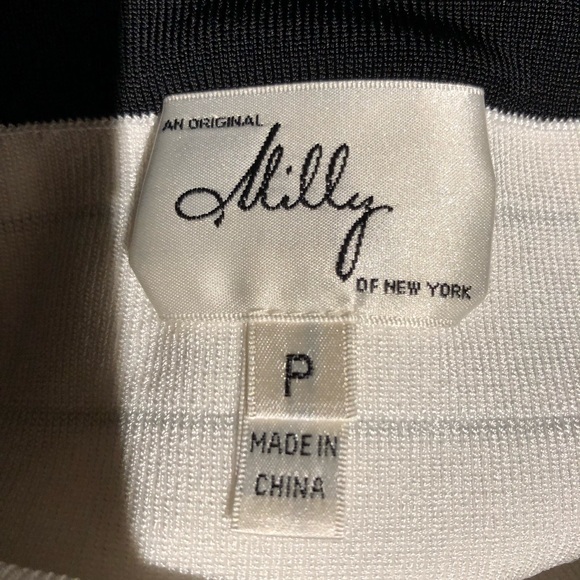 AN ORIGINAL
Milly
OF NEW YORK
P
MADE IN
CHINA